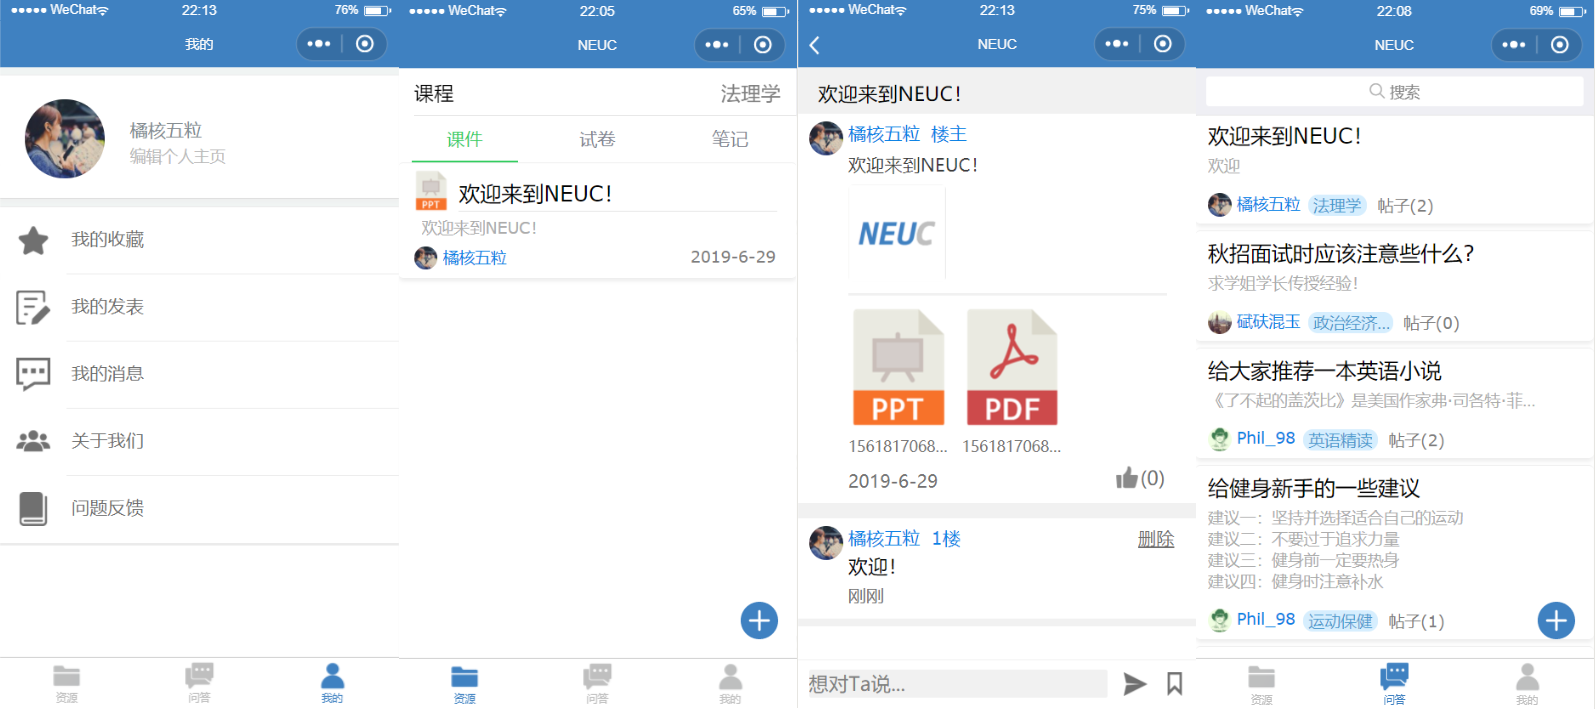 ●●●●● WeChat 22:13 76%
我的
橘核五粒
编辑个人主页
我的收藏
我的发表
我的消息
关于我们
问题反馈
资源 问答 我的
●●●●● WeChat 22:05 65%
NEUC
课程 法理学
课件 试卷 笔记
PPT 欢迎来到NEUC!
欢迎来到NEUC!
橘核五粒 2019-6-29
资源 问答 我的
●●●●● WeChat 22:13 75%
NEUC
欢迎来到NEUC!
橘核五粒 楼主
欢迎来到NEUC!
NEUC
PPT PDF
1561817068... 1561817068...
2019-6-29 (0)
橘核五粒 1楼 删除
欢迎!
刚刚
想对Ta说...
●●●●● WeChat 22:08 69%
NEUC
搜索
欢迎来到NEUC!
欢迎
橘核五粒 法理学 帖子(2)
秋招面试时应该注意些什么?
求学姐学长传授经验!
碔砆混玉 政治经济... 帖子(0)
给大家推荐一本英语小说
《了不起的盖茨比》是美国作家弗·司各特·菲...
Phil_98 英语精读 帖子(2)
给健身新手的一些建议
建议一：坚持并选择适合自己的运动
建议二：不要过于追求力量
建议三：健身前一定要热身
建议四：健身时注意补水
Phil_98 运动保健 帖子(1)
资源 问答 我的